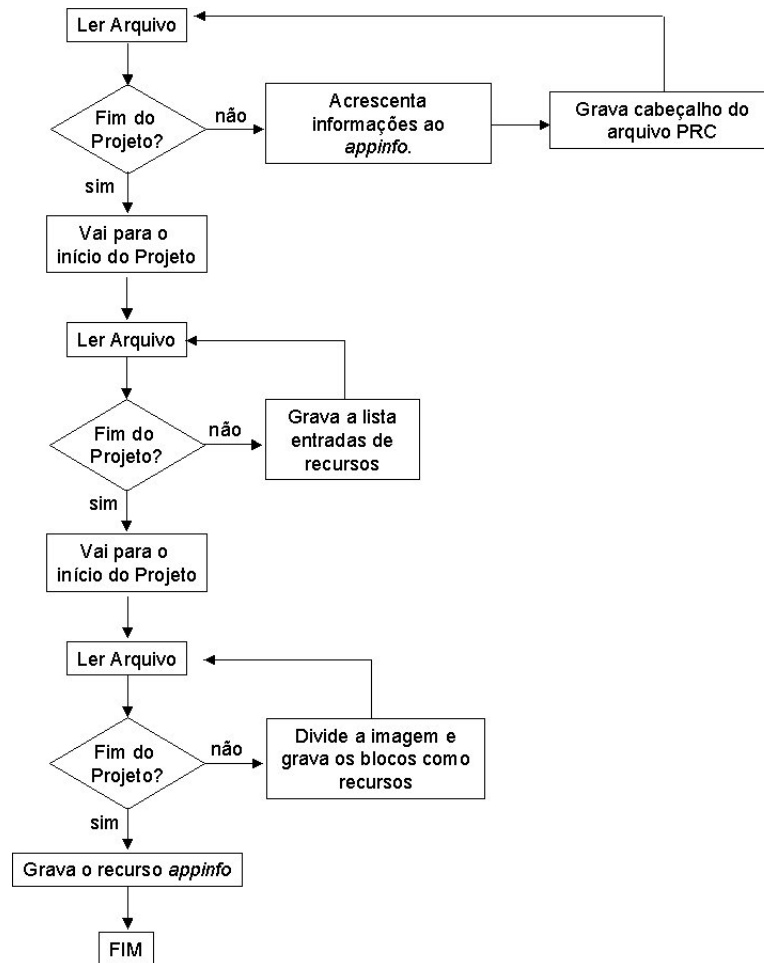 Ler Arquivo
Fim do
Projeto?
não
Acrescenta
informações ao
appinfo.
Grava cabeçalho do
arquivo PRC
sim
Vai para o
início do Projeto
Ler Arquivo
Fim do
Projeto?
não
Grava a lista
entradas de
recursos
sim
Vai para o
início do Projeto
Ler Arquivo
Fim do
Projeto?
não
Divide a imagem e
grava os blocos como
recursos
sim
Grava o recurso appinfo
FIM